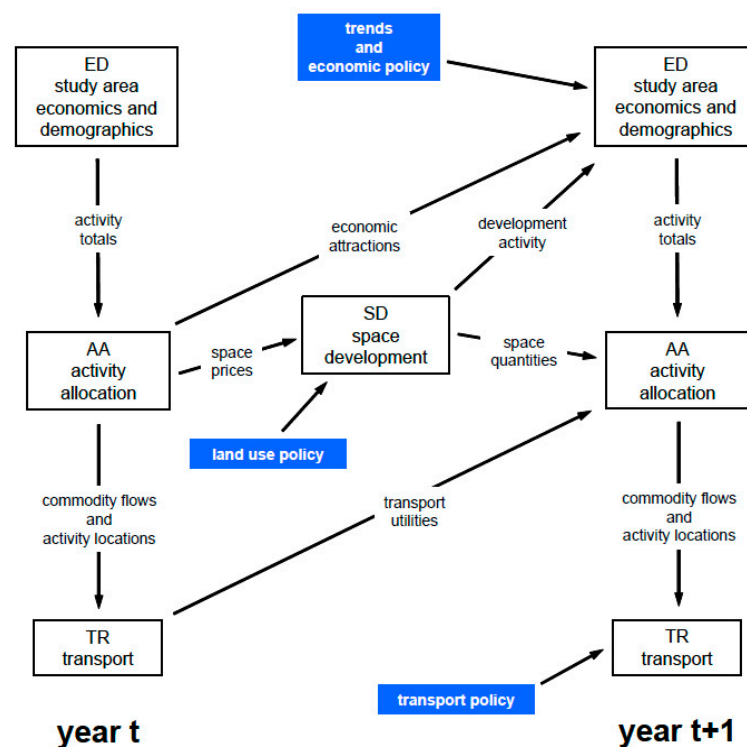 trends
and
economic policy
ED
study area
economics and
demographics
ED
study area
economics and
demographics
activity
totals
economic
attractions
development
activity
activity
totals
AA
activity
allocation
space
prices
SD
space
development
space
quantities
AA
activity
allocation
land use policy
commodity flows
and
activity locations
transport
utilities
commodity flows
and
activity locations
TR
transport
TR
transport
transport policy
year t
year t+1